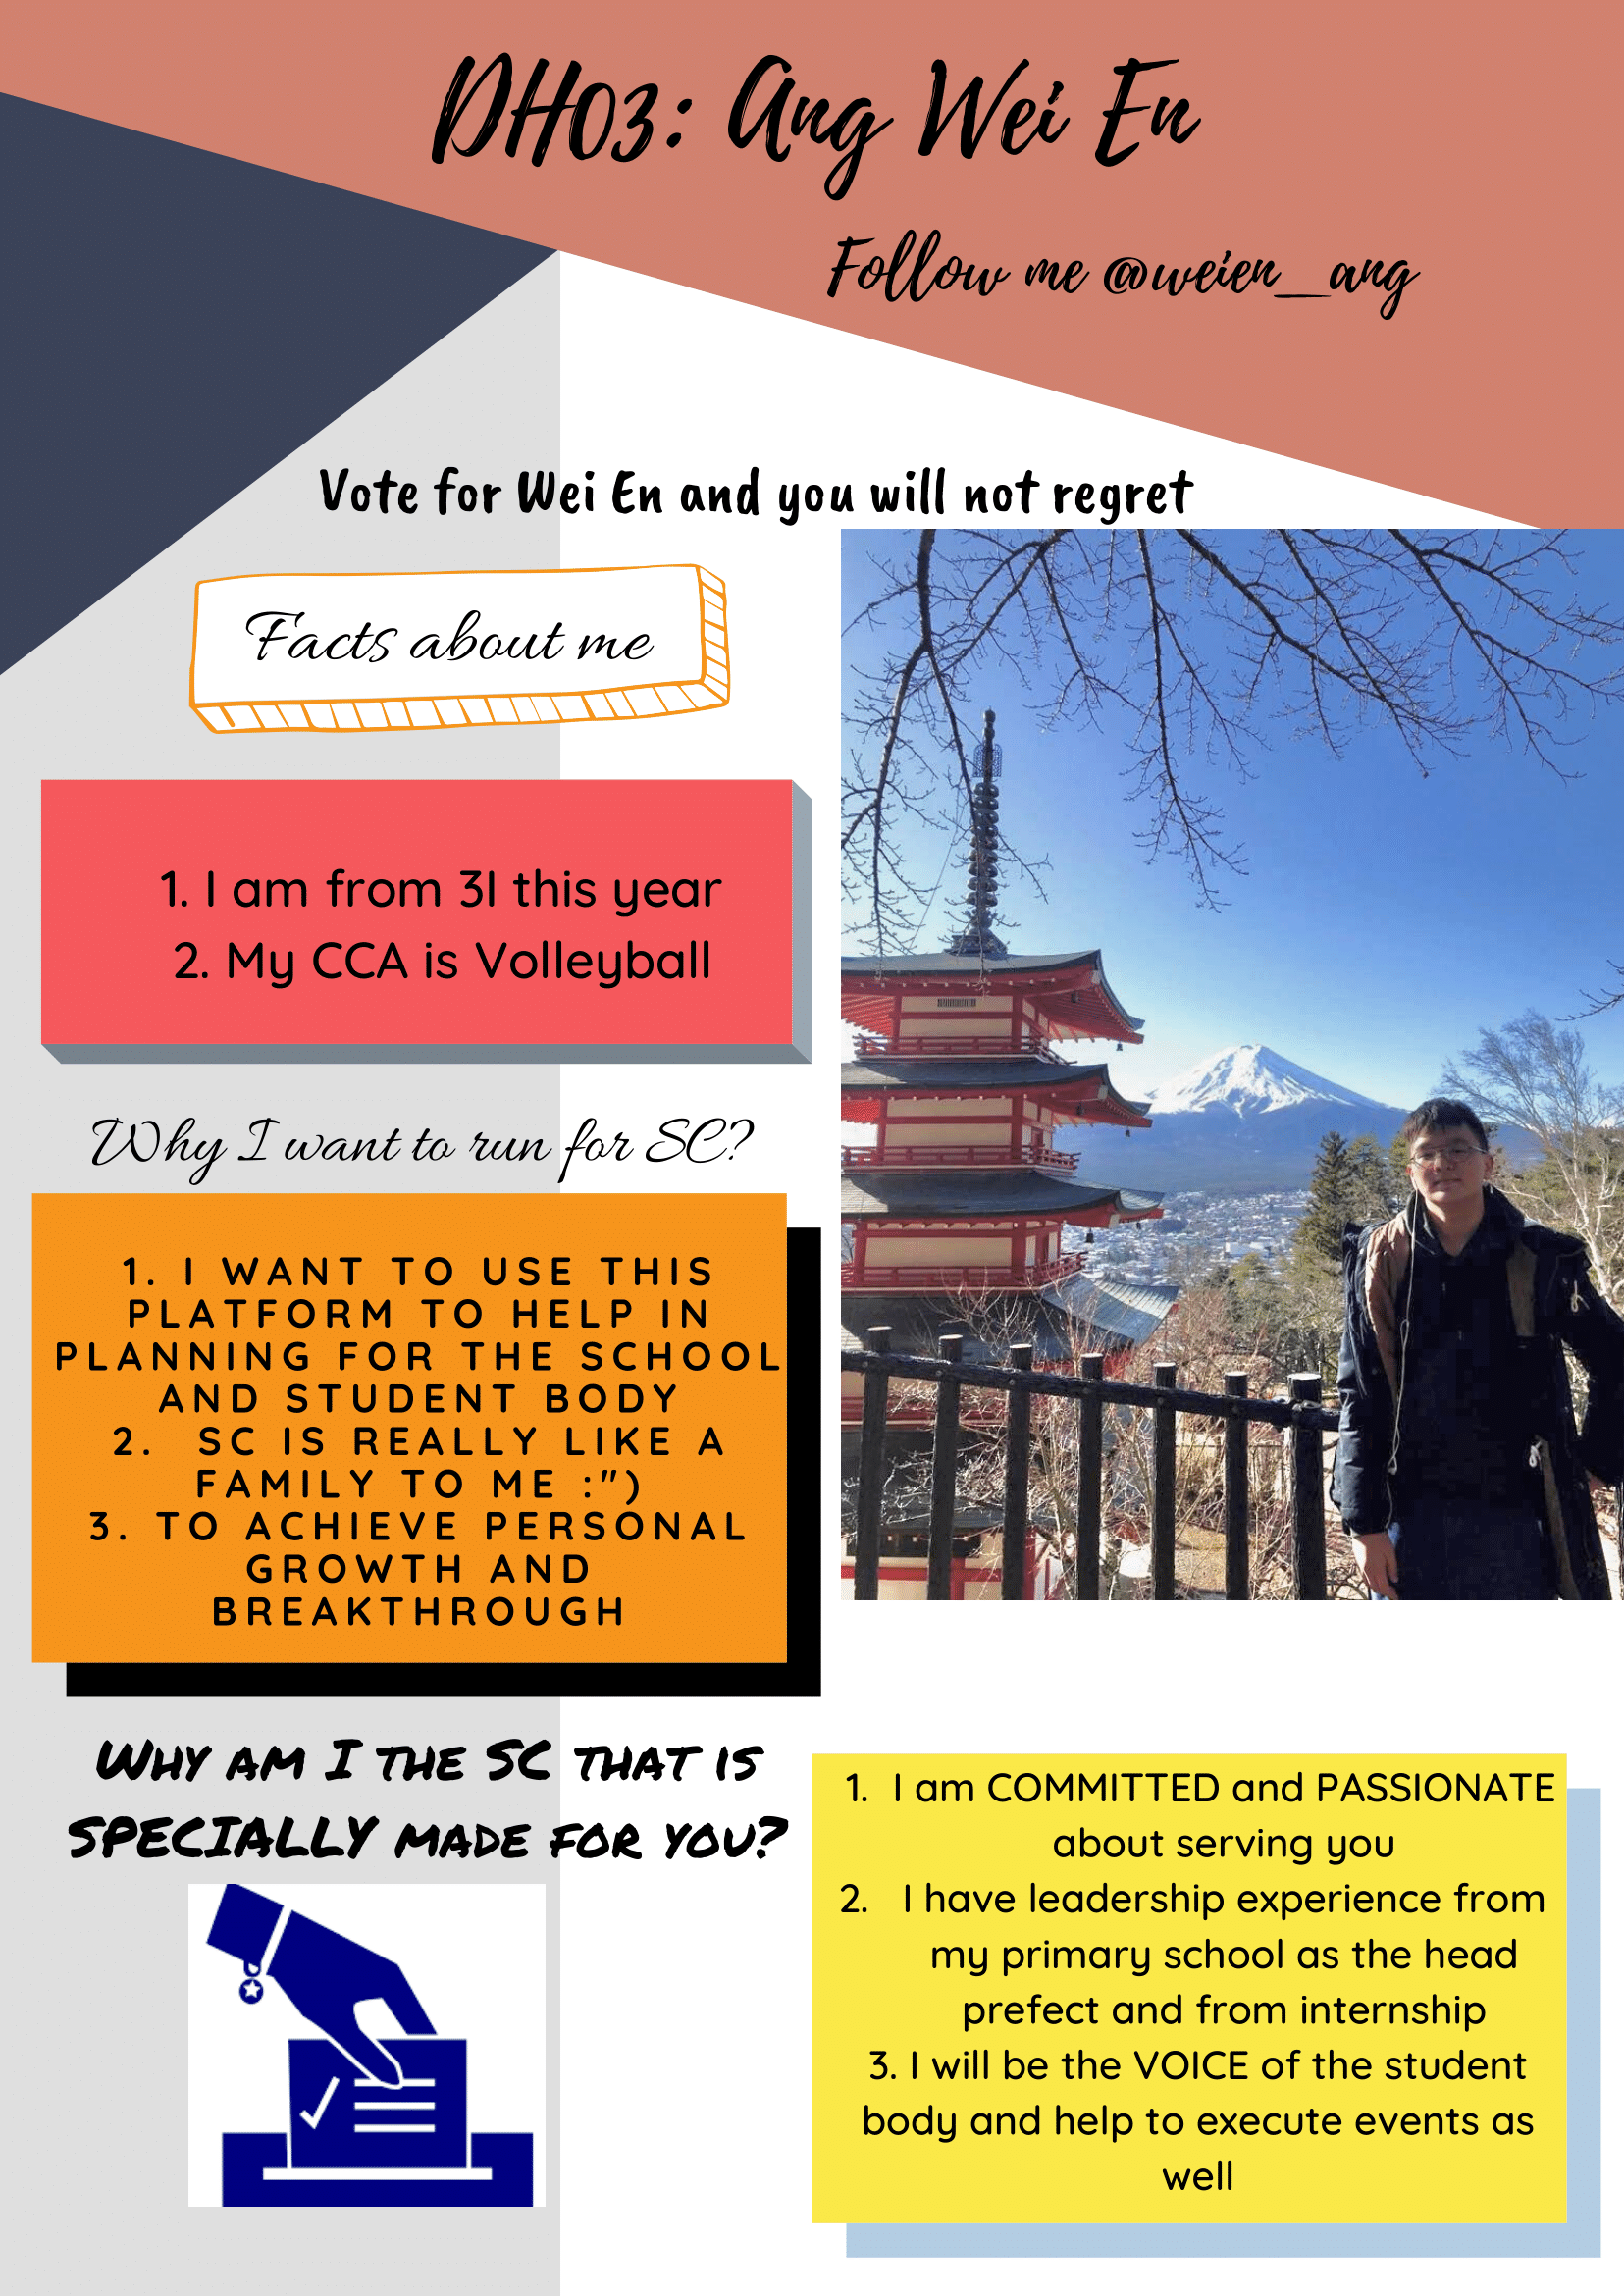 DH03: Ang Wei En
Follow me @weien_ang
Vote for Wei En and you will not regret
Facts about me
1. I am from 3I this year
2. My CCA is Volleyball
Why I want to run for SC?
1. I WANT TO USE THIS
PLATFORM TO HELP IN
PLANNING FOR THE SCHOOL
AND STUDENT BODY
2. SC IS REALLY LIKE A
FAMILY TO ME :")
3. TO ACHIEVE PERSONAL
GROWTH AND
BREAKTHROUGH
WHY AM I THE SC THAT IS
SPECIALLY MADE FOR YOU?
1. I am COMMITTED and PASSIONATE
about serving you
2. I have leadership experience from
my primary school as the head
prefect and from internship
3. I will be the VOICE of the student
body and help to execute events as
well